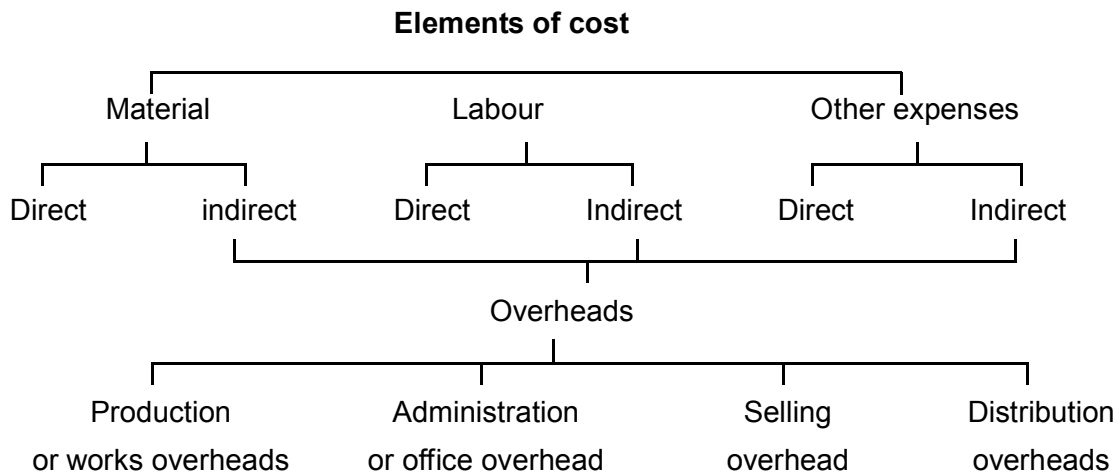 Elements of cost
Material Labour Other expenses
Direct indirect Direct Indirect Direct Indirect
Overheads
Production Administration Selling Distribution
or works overheads or office overhead overhead overheads